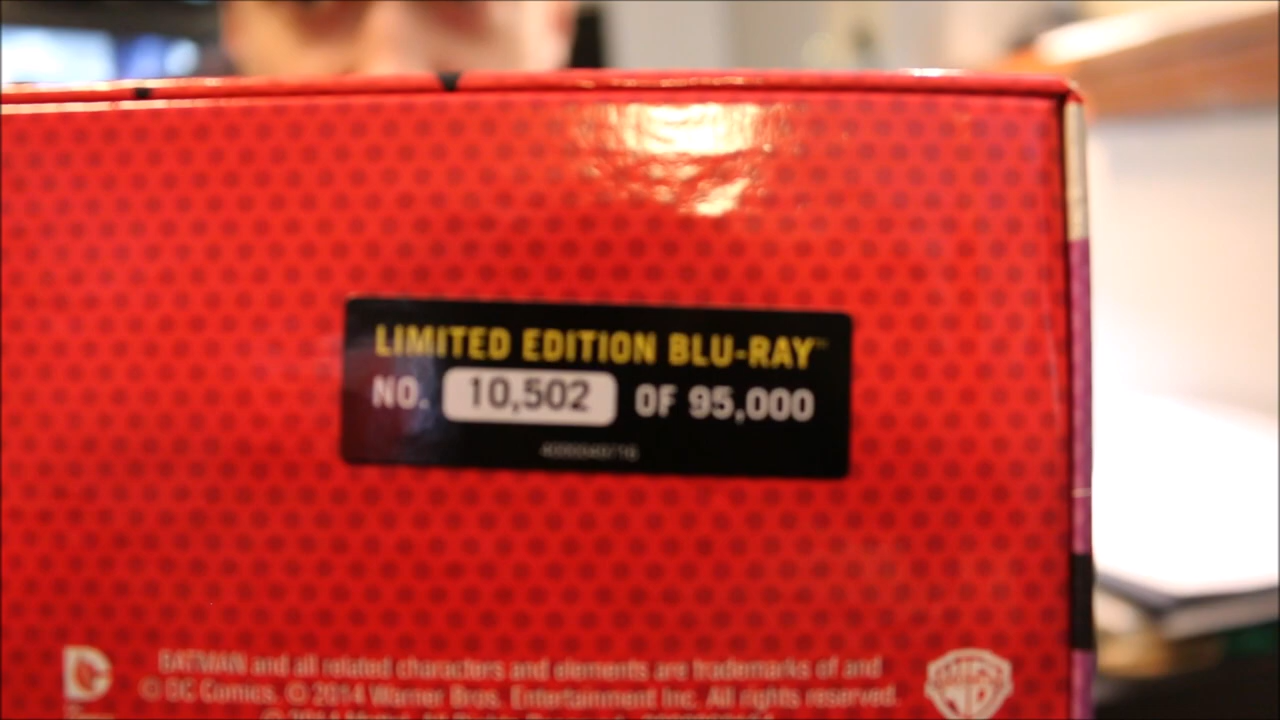 LIMITED EDITION BLU-RAY™
NO. 10,502 OF 95,000
BATMAN and all related characters and elements are trademarks of and
© DC Comics. © 2014 Warner Bros. Entertainment Inc. All rights reserved.